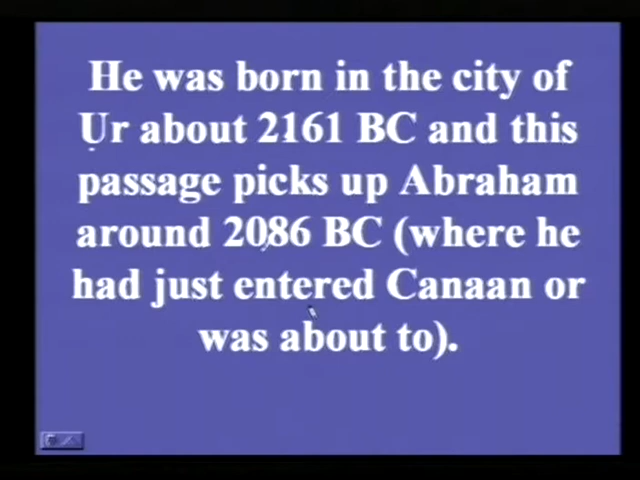 He was born in the city of
Ur about 2161 BC and this
passage picks up Abraham
around 2086 BC (where he
had just entered Canaan or
was about to).